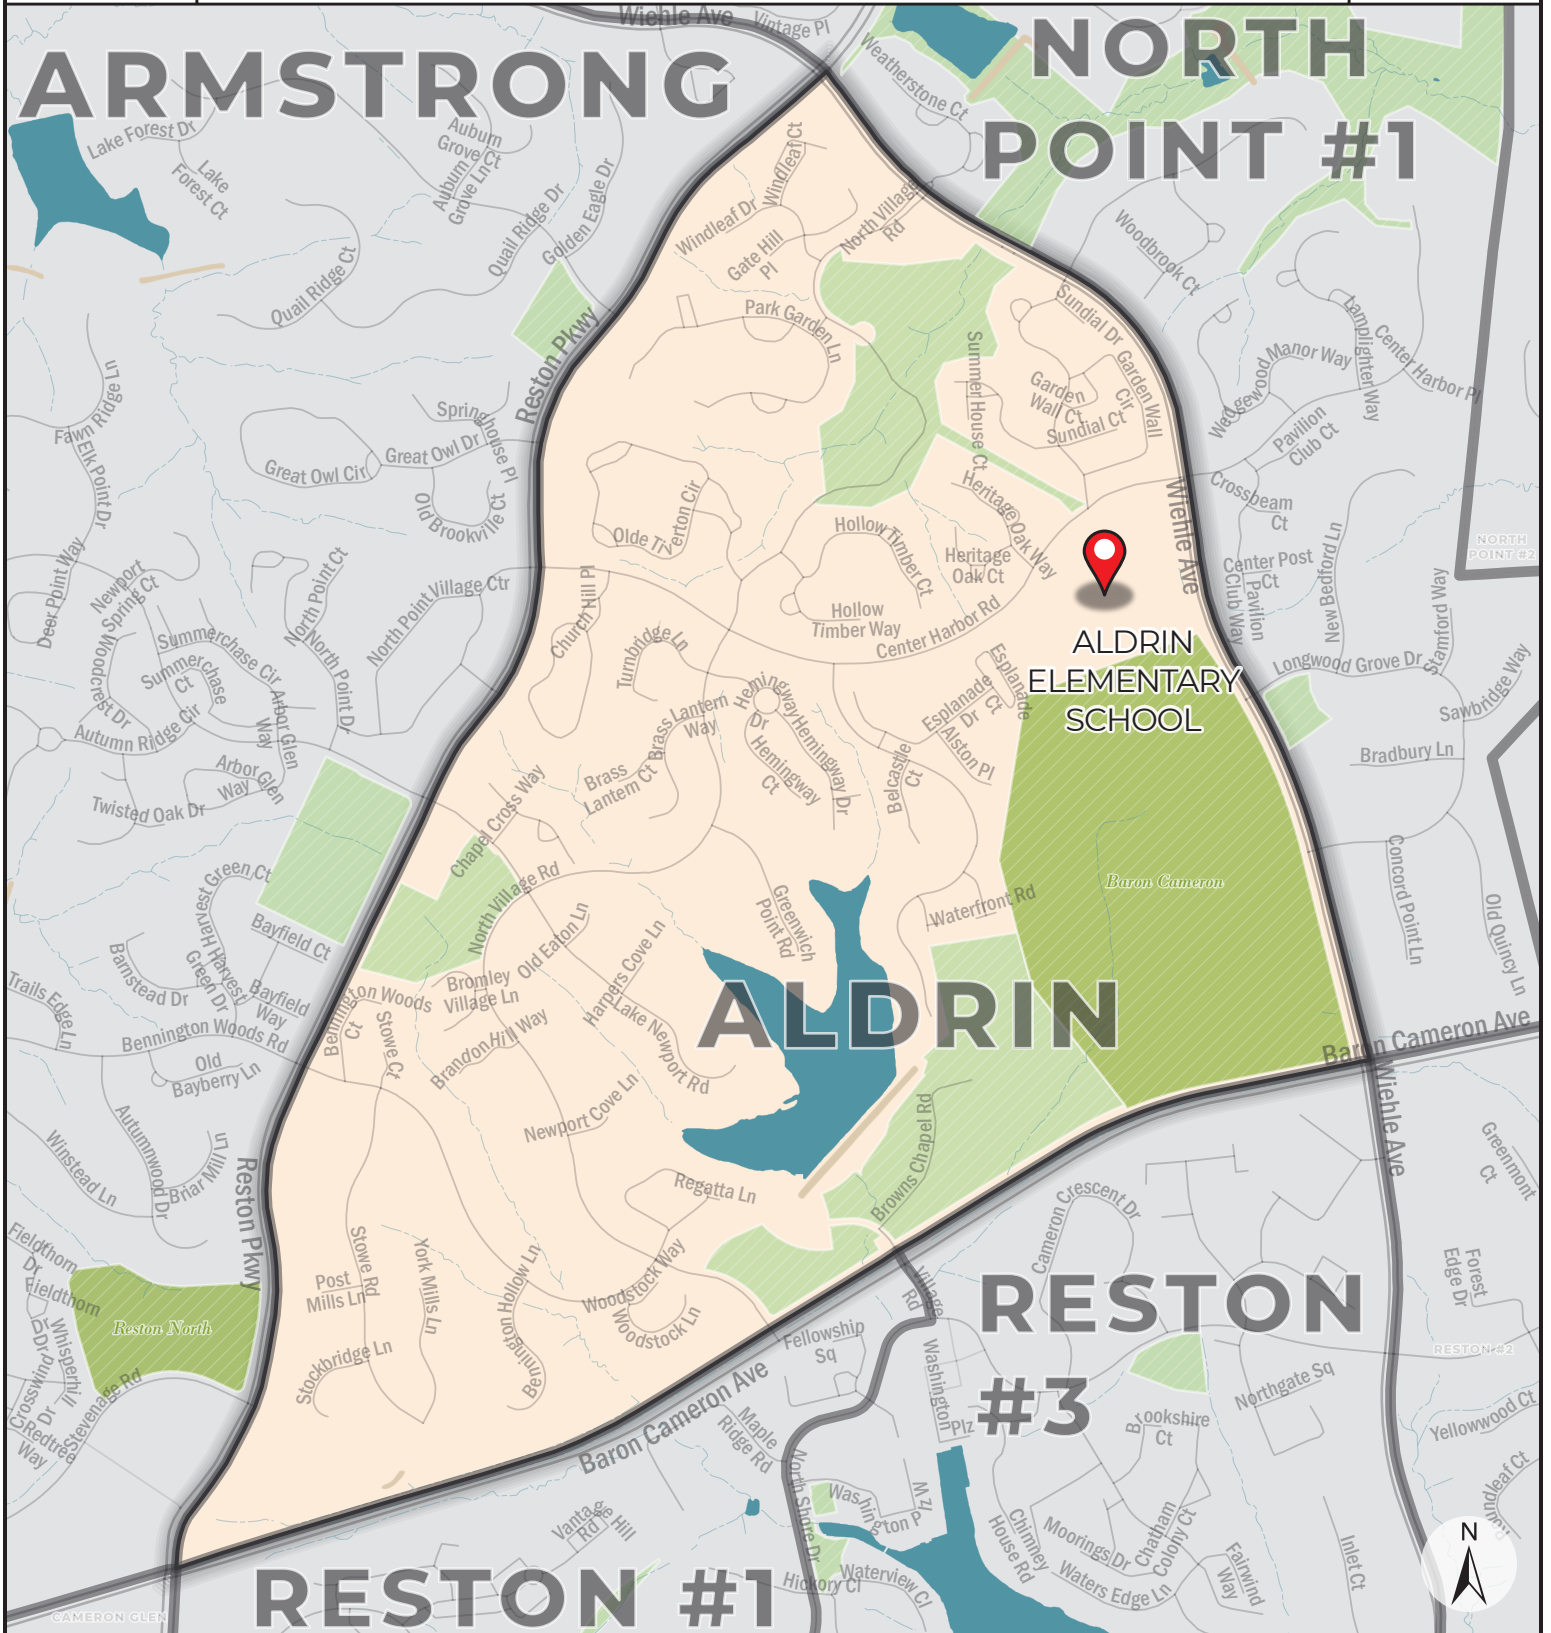 Wiehle Ave
Vintage Pl
ARMSTRONG
NORTH
POINT #1
Weatherstone Ct
Lake Forest Dr
Lake
Forest Ct
Auburn
Grove Ct
Auburn
Grove Ln
Quail Ridge Dr
Golden Eagle Dr
Quail Ridge Ct
Windleaf Ct
Windleaf Dr
Gate Hill
Pl
North Village
Rd
Woodbrook Ct
Park Garden Ln
Sundial Dr
Reston Pkwy
Summer House Ct
Garden
Wall Ct
Garden Wall
Cir
Sundial Ct
Lamplighter Way
Center Harbor Pl
Manor Way
Wedgewood
Pavilion
Club Ct
Fawn Ridge Ln
Elk Point Dr
Springhouse Pl
Great Owl Dr
Great Owl Cir
Old Brookville Ct
Crossbeam
Ct
Wiehle Ave
Heritage Oak Way
Heritage
Oak Ct
Hollow Timber Ct
Hollow
Timber Way
Center Harbor Rd
Olde Tiverton Cir
NORTH
POINT #2
Center Post
Ct
Pavilion
Club Way
New Bedford Ln
Stamford Way
Deer Point Way
Newport
Spring Ct
Woodcrest Dr
Summerchase Cir
Summerchase
Ct
North Point Ct
North Point Dr
North Point Village Ctr
Church Hill Pl
Turnbridge Ln
ALDRIN
ELEMENTARY
SCHOOL
Longwood Grove Dr
Sawbridge Way
Bradbury Ln
Esplanade
Ct
Esplanade
Dr
Alston Pl
Belcastle
Ct
Hemingway
Dr
Hemingway Dr
Hemingway
Ct
Brass Lantern
Way
Brass
Lantern Ct
Autumn Ridge Cir
Arbor Glen
Way
Arbor Glen
Way
Twisted Oak Dr
Chapel Cross Way
North Village Rd
Harvest Green Ct
Harvest
Green Dr
Bayfield Ct
Bayfield
Way
Barnstead Dr
Trails Edge Ln
Bennington Woods Rd
Old
Bayberry Ln
Bennington Woods
Ct
Stowe Ct
Bromley
Village Ln
Old Eaton Ln
Brandon Hill Way
Harpers Cove Ln
Lake Newport Rd
Newport Cove Ln
Greenwich
Point Rd
Waterfront Rd
Baron Cameron
Concord Point Ln
Old Quincy Ln
ALDRIN
Baron Cameron Ave
Wiehle Ave
Greenmont
Ct
Winstead Ln
Autumnwood Dr
Briar Mill Ln
Reston Pkwy
Fieldthorn
Dr
Fieldthorn
Dr
Whisperhill
Dr
Crosswind
Dr
Redtree
Way
Stevenage Rd
Reston North
Stowe Rd
Post
Mills Ln
York Mills Ln
Stockbridge Ln
Bennington Hollow Ln
Regatta Ln
Woodstock Way
Woodstock Ln
Browns Chapel Rd
Cameron Crescent Dr
RESTON
#3
Village
Rd
Fellowship
Sq
Washington
Plz
Forest
Edge Dr
RESTON #2
Northgate Sq
Brookshire
Ct
Yellowwood Ct
Baron Cameron Ave
Maple
Ridge Rd
North Shore Dr
Vantage Hill
Rd
Chimney
House Rd
Moorings Dr
Waters Edge Ln
Chatham
Colony Ct
Fairwind
Way
Inlet Ct
Waterview Cl
Hickory Cl
RESTON #1
CAMERON GLEN
N